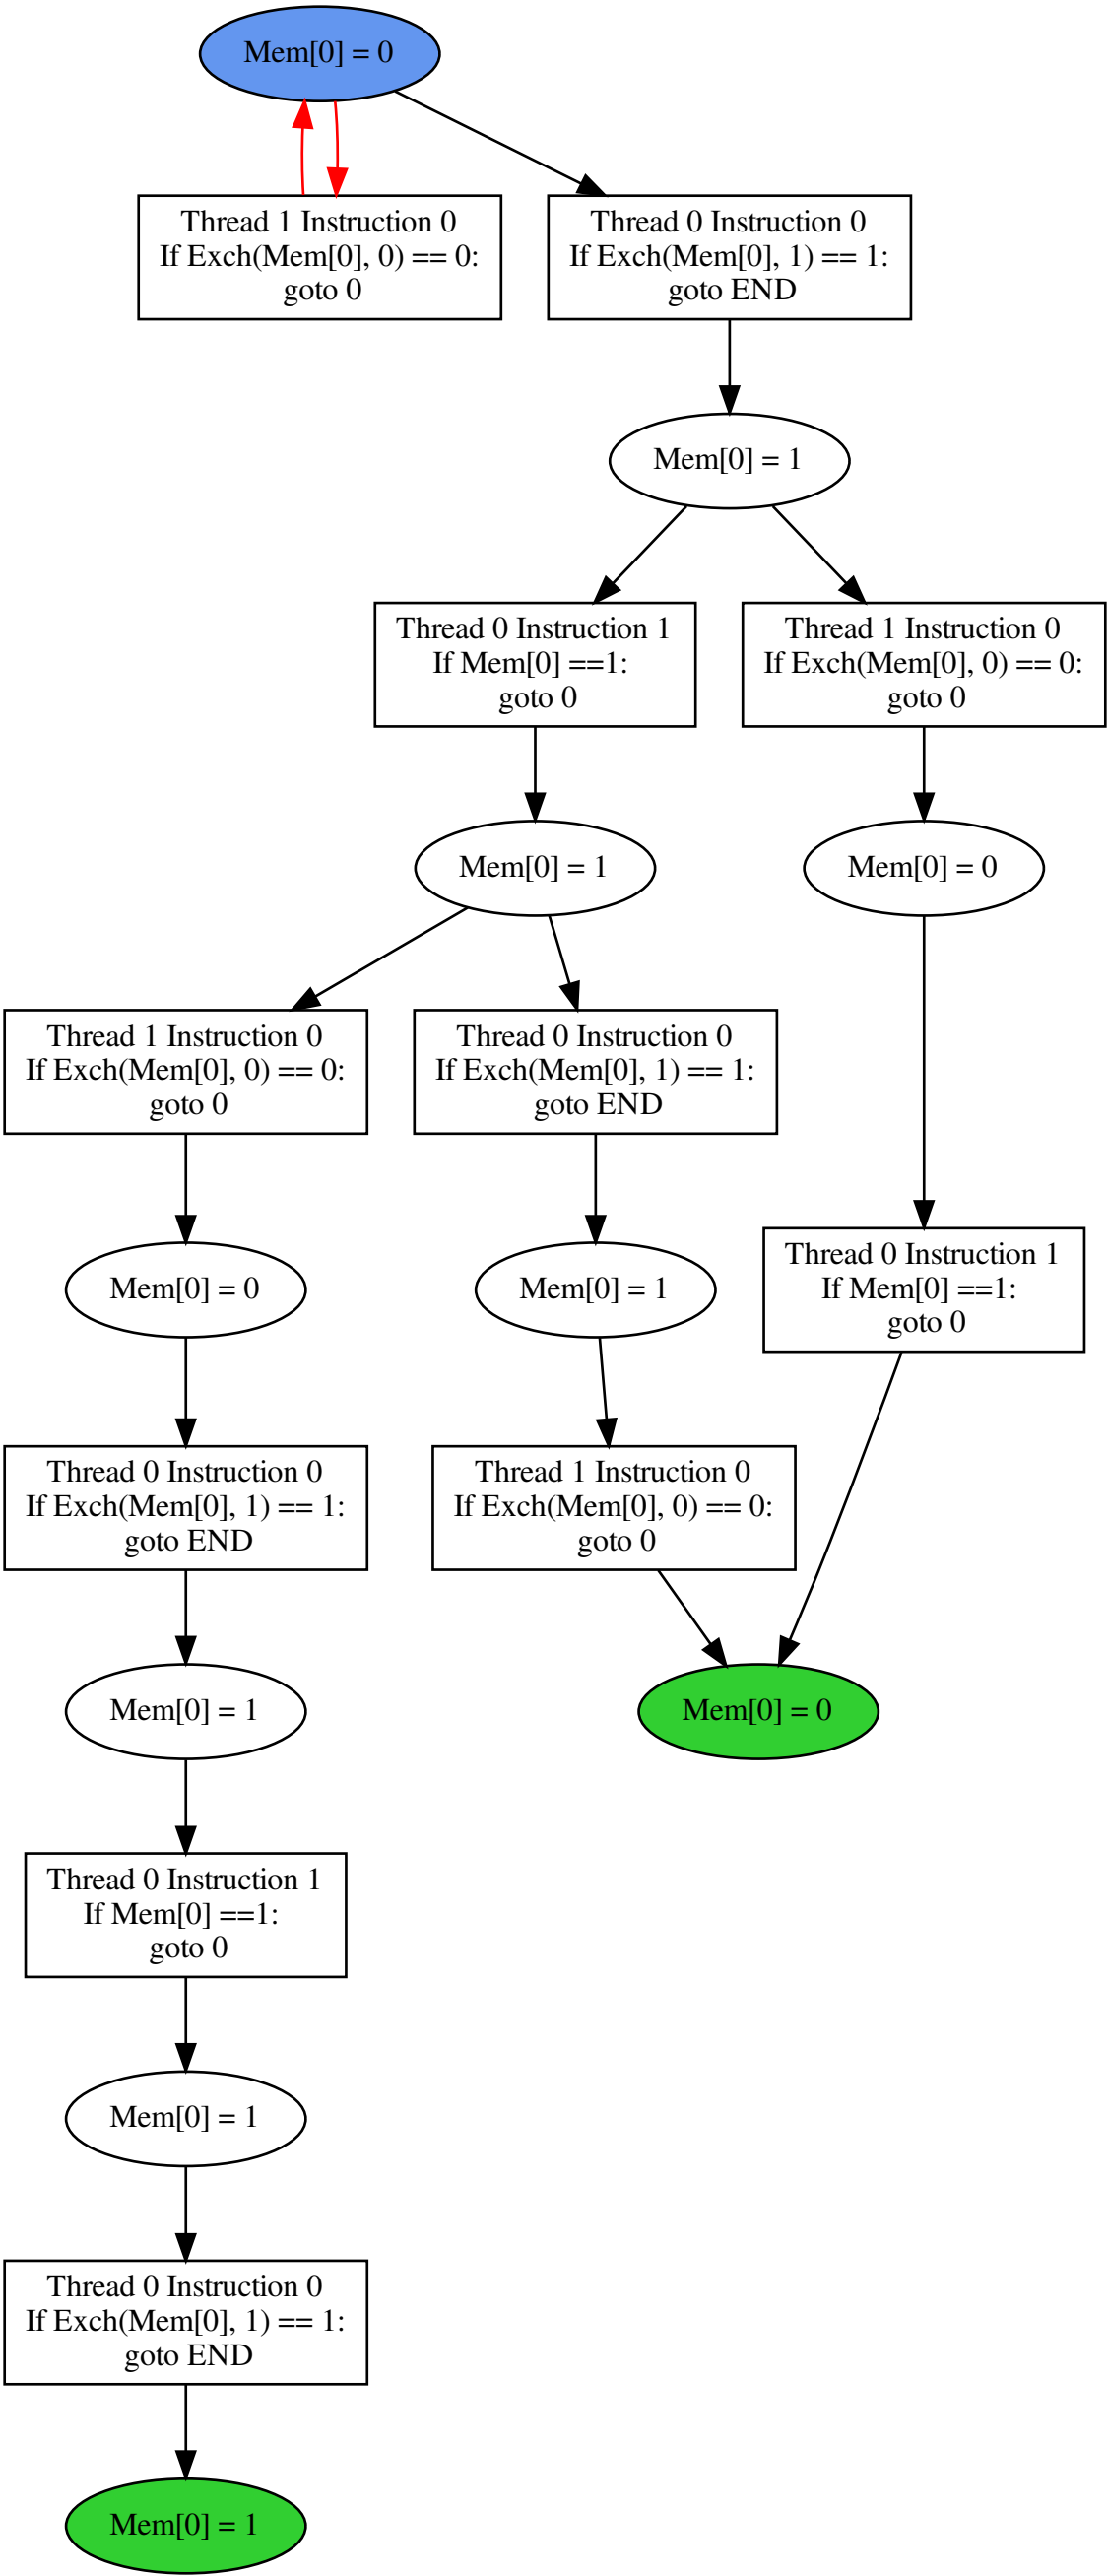 Mem[0] = 0
Thread 1 Instruction 0
If Exch(Mem[0], 0) == 0:
goto 0
Thread 0 Instruction 0
If Exch(Mem[0], 1) == 1:
goto END
Mem[0] = 1
Thread 0 Instruction 1
If Mem[0] ==1:
goto 0
Thread 1 Instruction 0
If Exch(Mem[0], 0) == 0:
goto 0
Mem[0] = 1
Mem[0] = 0
Thread 1 Instruction 0
If Exch(Mem[0], 0) == 0:
goto 0
Thread 0 Instruction 0
If Exch(Mem[0], 1) == 1:
goto END
Mem[0] = 0
Mem[0] = 1
Thread 0 Instruction 1
If Mem[0] ==1:
goto 0
Thread 0 Instruction 0
If Exch(Mem[0], 1) == 1:
goto END
Thread 1 Instruction 0
If Exch(Mem[0], 0) == 0:
goto 0
Mem[0] = 1
Mem[0] = 0
Thread 0 Instruction 1
If Mem[0] ==1:
goto 0
Mem[0] = 1
Thread 0 Instruction 0
If Exch(Mem[0], 1) == 1:
goto END
Mem[0] = 1